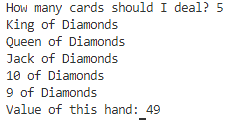 How many cards should I deal? 5
King of Diamonds
Queen of Diamonds
Jack of Diamonds
10 of Diamonds
9 of Diamonds
Value of this hand: 49